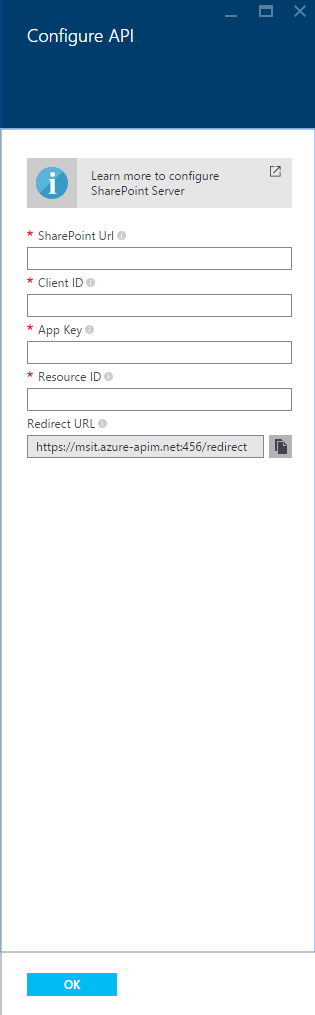 Configure API
Learn more to configure
SharePoint Server
* SharePoint Url
* Client ID
* App Key
* Resource ID
Redirect URL
https://msit.azure-apim.net:456/redirect
OK